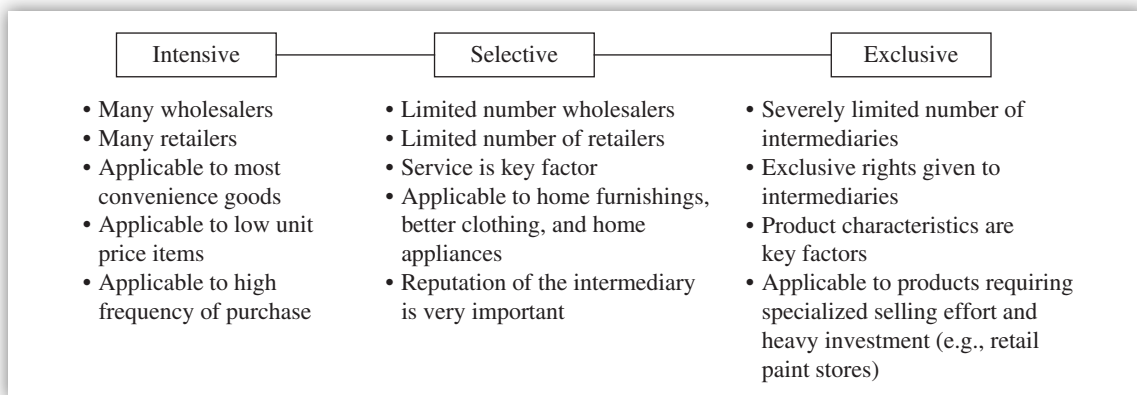 Intensive
Selective
Exclusive
• Many wholesalers
• Many retailers
• Applicable to most
convenience goods
• Applicable to low unit
price items
• Applicable to high
frequency of purchase
• Limited number wholesalers
• Limited number of retailers
• Service is key factor
• Applicable to home furnishings,
better clothing, and home
appliances
• Reputation of the intermediary
is very important
• Severely limited number of
intermediaries
• Exclusive rights given to
intermediaries
• Product characteristics are
key factors
• Applicable to products requiring
specialized selling effort and
heavy investment (e.g., retail
paint stores)